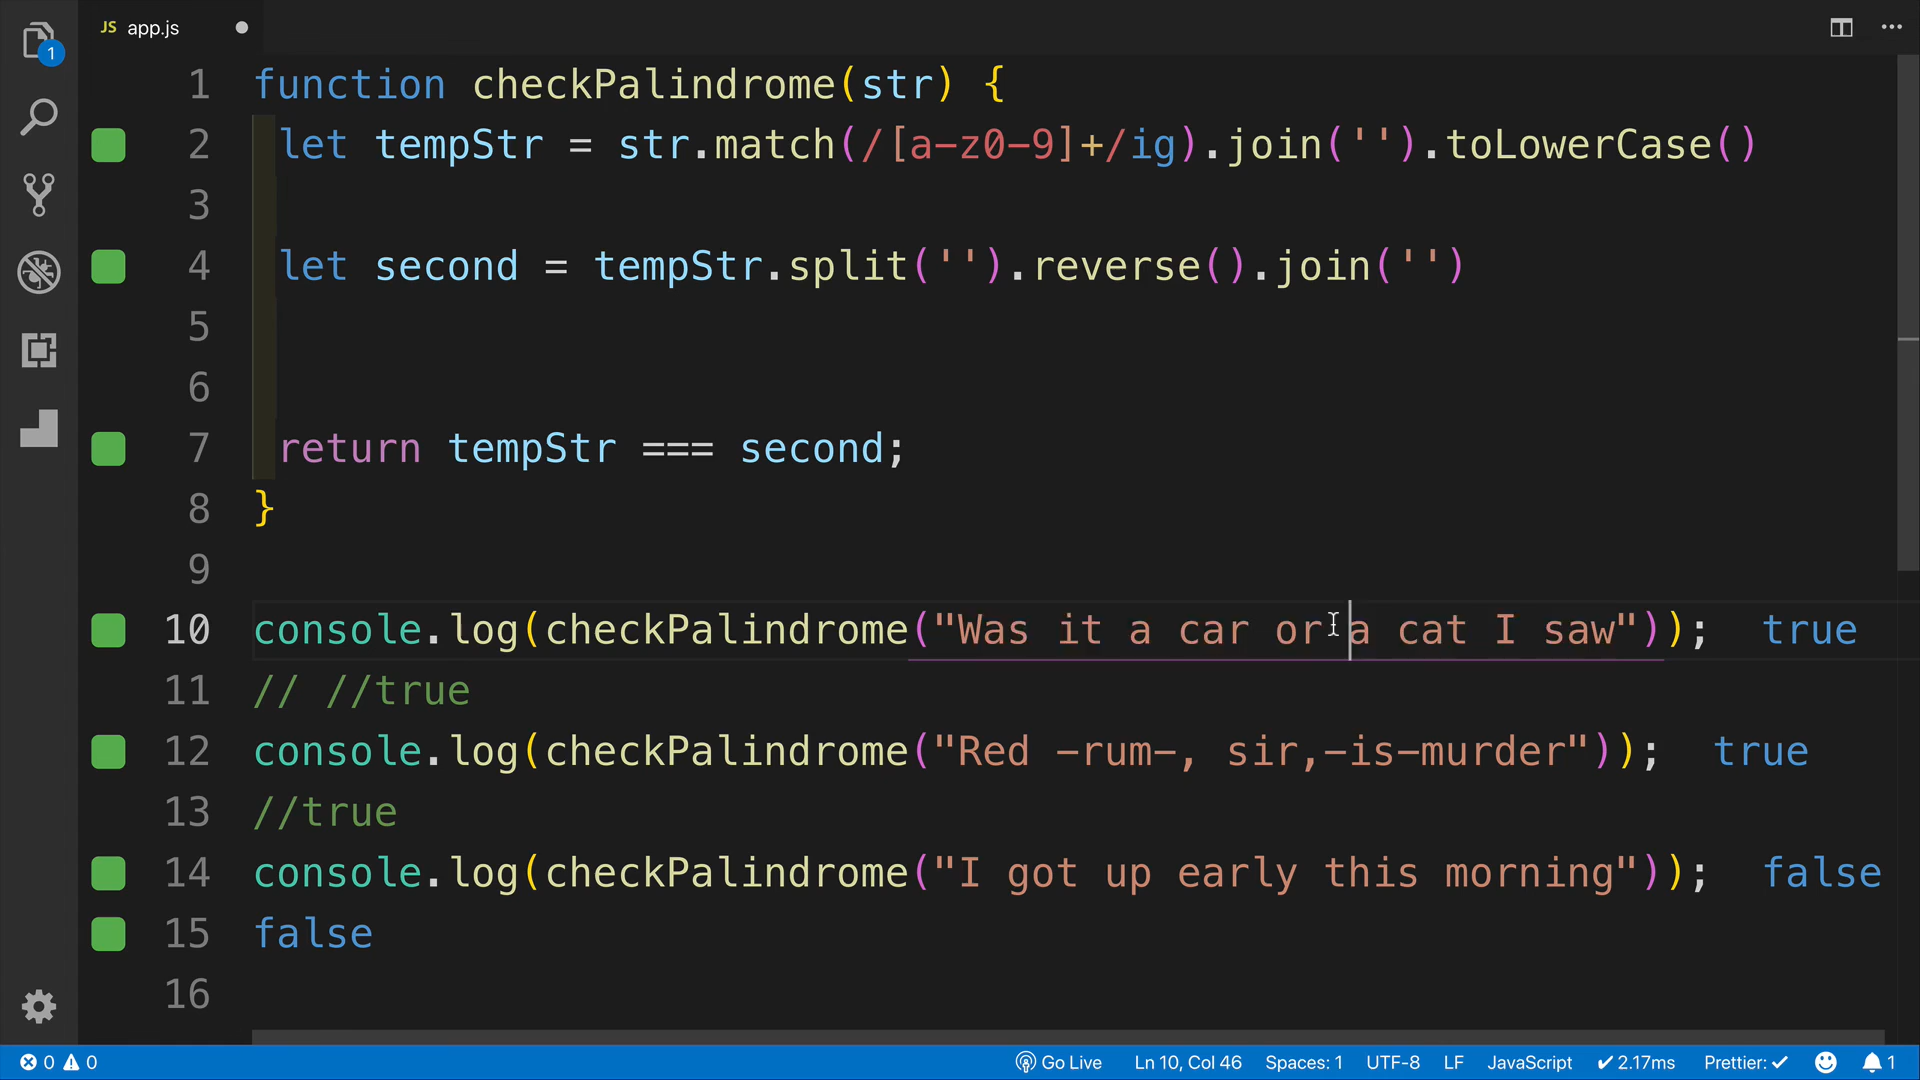 JS app.js
1
1 function checkPalindrome(str) {
2 let tempStr = str.match(/[a-z0-9]+/ig).join('').toLowerCase()
3
4 let second = tempStr.split('').reverse().join('')
5
6
7 return tempStr === second;
8 }
9
10 console.log(checkPalindrome("Was it a car or a cat I saw")); true
11 // //true
12 console.log(checkPalindrome("Red -rum-, sir,-is-murder")); true
13 //true
14 console.log(checkPalindrome("I got up early this morning")); false
15 false
16
0 0 Go Live Ln 10, Col 46 Spaces: 1 UTF-8 LF JavaScript ✓ 2.17ms Prettier: ✓ 1